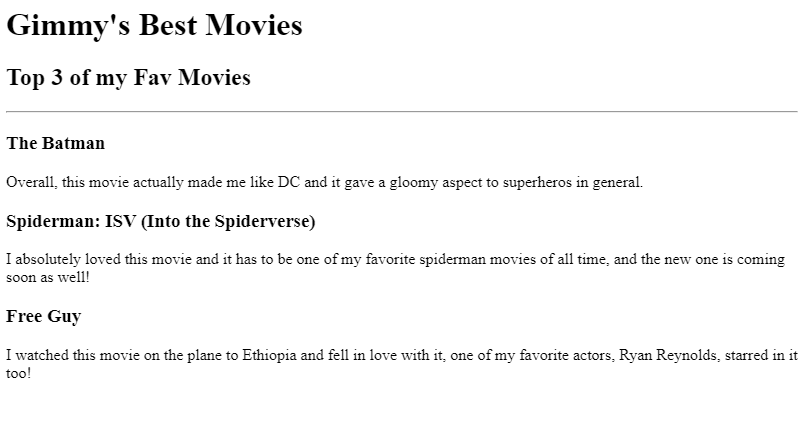 Gimmy's Best Movies
Top 3 of my Fav Movies
The Batman
Overall, this movie actually made me like DC and it gave a gloomy aspect to superheros in general.
Spiderman: ISV (Into the Spiderverse)
I absolutely loved this movie and it has to be one of my favorite spiderman movies of all time, and the new one is coming
soon as well!
Free Guy
I watched this movie on the plane to Ethiopia and fell in love with it, one of my favorite actors, Ryan Reynolds, starred in it
too!